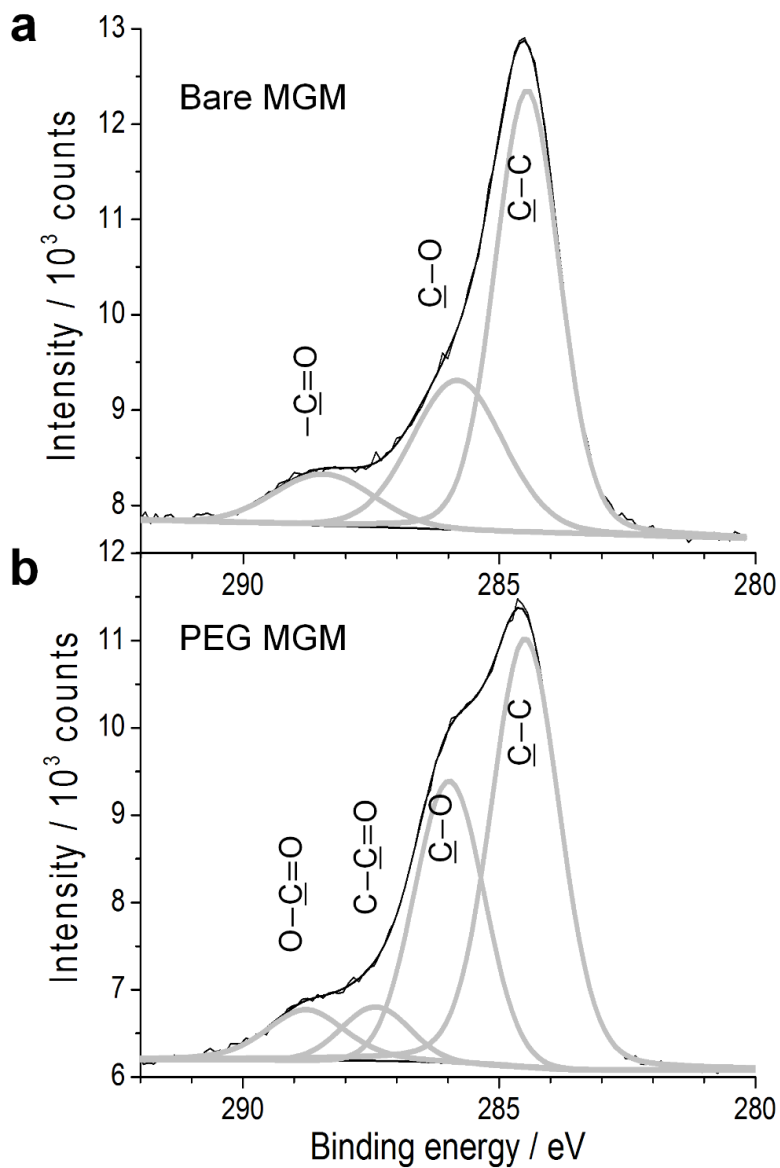 a
Bare MGM
Intensity / 10³ counts
13
12
11
10
9
8
–C=O
C–O
C–C
290
285
280
b
PEG MGM
Intensity / 10³ counts
12
11
10
9
8
7
6
O–C=O
C–C=O
C–O
C–C
290
285
280
Binding energy / eV